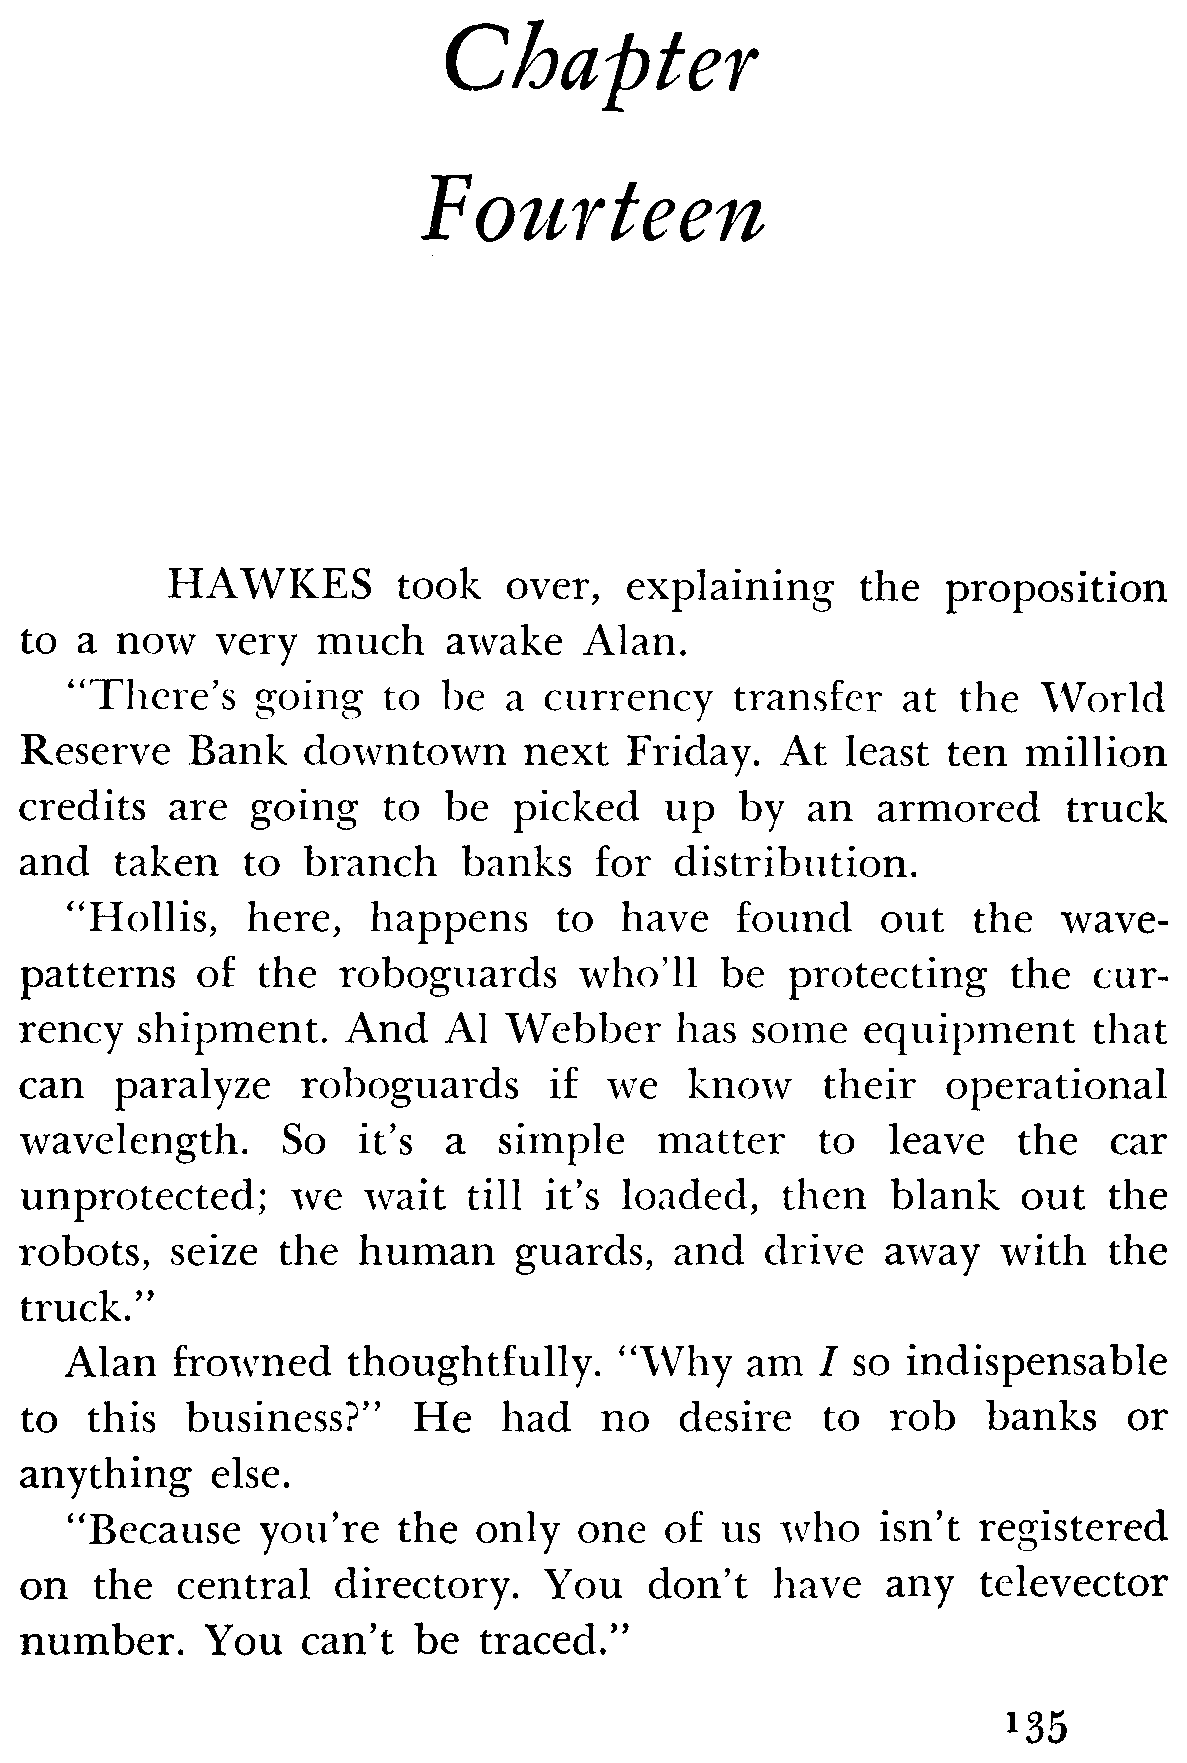 Chapter
Fourteen
HAWKES took over, explaining the proposition
to a now very much awake Alan.
“There’s going to be a currency transfer at the World
Reserve Bank downtown next Friday. At least ten million
credits are going to be picked up by an armored truck
and taken to branch banks for distribution.
“Hollis, here, happens to have found out the wave-
patterns of the roboguards who’ll be protecting the cur-
rency shipment. And Al Webber has some equipment that
can paralyze roboguards if we know their operational
wavelength. So it’s a simple matter to leave the car
unprotected; we wait till it’s loaded, then blank out the
robots, seize the human guards, and drive away with the
truck.”
Alan frowned thoughtfully. “Why am I so indispensable
to this business?” He had no desire to rob banks or
anything else.
“Because you’re the only one of us who isn’t registered
on the central directory. You don’t have any televector
number. You can’t be traced.”
135